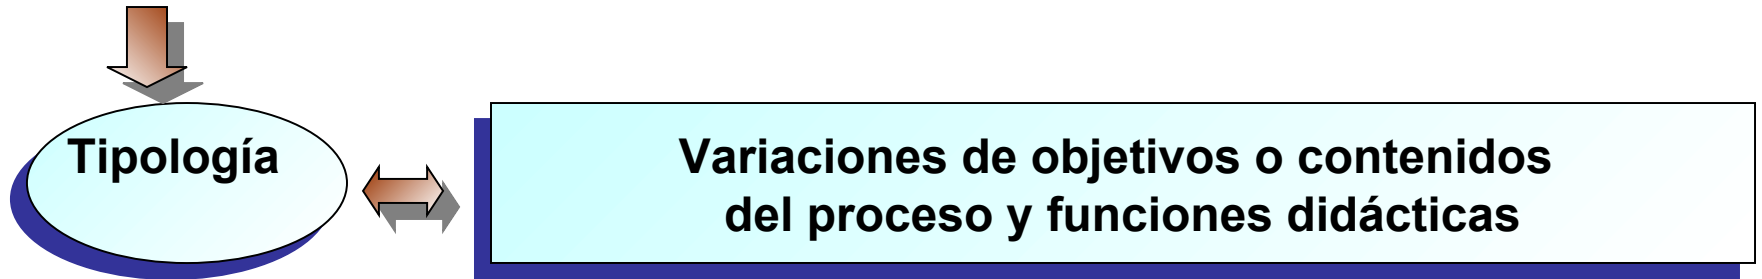 Tipología
Variaciones de objetivos o contenidos
del proceso y funciones didácticas